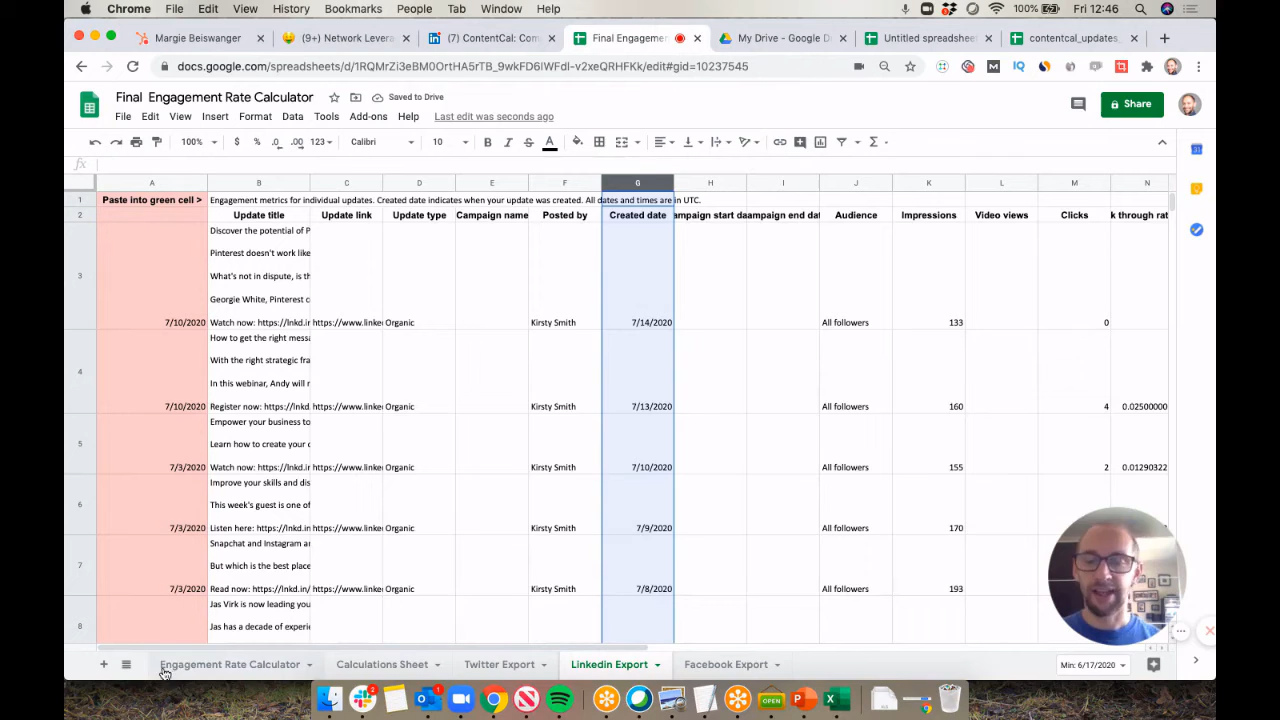 Chrome File Edit View History Bookmarks People Tab Window Help 100% Fri 12:46
Margie Beiswanger (9+) Network Levera (7) ContentCal: Com Final Engagemen My Drive - Google D Untitled spreadshee contentcal_updates_
docs.google.com/spreadsheets/d/1RQMrZi3eBM0OrtHA5rTB_9wkFD6IWFdI-v2xeQRHFKk/edit#gid=10237545
Final Engagement Rate Calculator Saved to Drive
Share
File Edit View Insert Format Data Tools Add-ons Help Last edit was seconds ago
100% $ % .0 .00 123 Calibri 10 B I S A
fx
A B C D E F G H I J K L M N
1 Paste into green cell > Engagement metrics for individual updates. Created date indicates when your update was created. All dates and times are in UTC.
2 Update title Update link Update type Campaign name Posted by Created date ampaign start da ampaign end dat Audience Impressions Video views Clicks k through rat
Discover the potential of P
Pinterest doesn't work like
3 What's not in dispute, is th
Georgie White, Pinterest c
7/10/2020 Watch now: https://lnkd.in https://www.linke Organic Kirsty Smith 7/14/2020 All followers 133 0
How to get the right messa
With the right strategic fra
4
In this webinar, Andy will r
7/10/2020 Register now: https://lnkd. https://www.linke Organic Kirsty Smith 7/13/2020 All followers 160 4 0.02500000
Empower your business to
5 Learn how to create your c
7/3/2020 Watch now: https://lnkd.in https://www.linke Organic Kirsty Smith 7/10/2020 All followers 155 2 0.01290322
Improve your skills and dis
6 This week's guest is one of
7/3/2020 Listen here: https://lnkd.in https://www.linke Organic Kirsty Smith 7/9/2020 All followers 170
Snapchat and Instagram ar
7 But which is the best place
7/3/2020 Read now: https://lnkd.in/ https://www.linke Organic Kirsty Smith 7/8/2020 All followers 193
Jas Virk is now leading you
8 Jas has a decade of experie
Engagement Rate Calculator Calculations Sheet Twitter Export Linkedin Export Facebook Export Min: 6/17/2020
2 1 OPEN